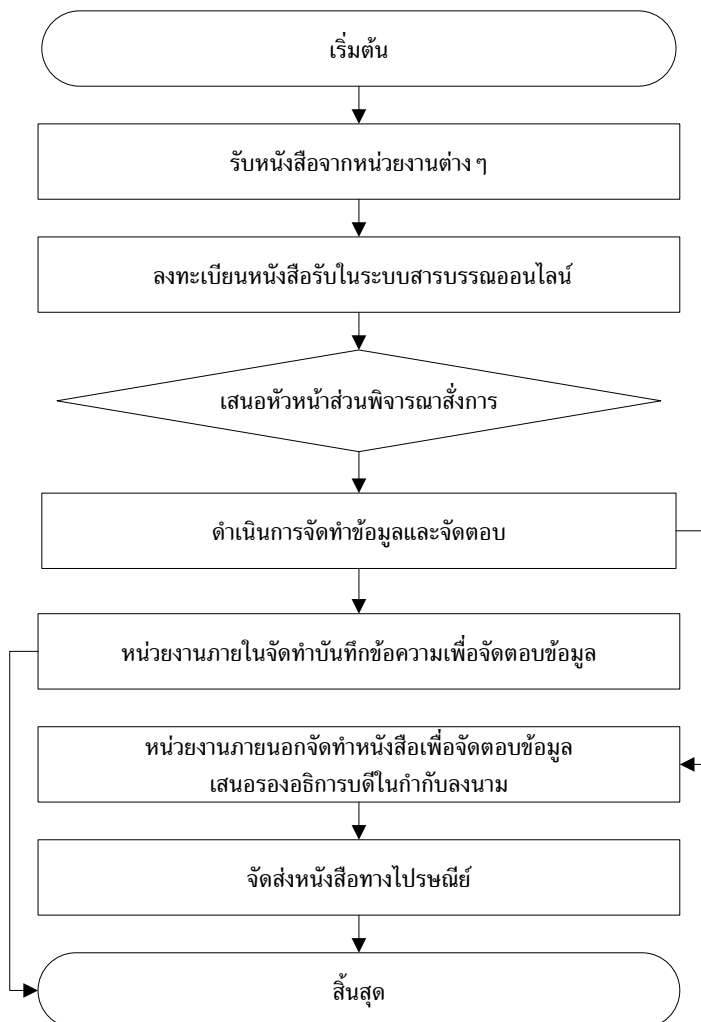 เริ่มต้น
รับหนังสือจากหน่วยงานต่าง ๆ
ลงทะเบียนหนังสือรับในระบบสารบรรณออนไลน์
เสนอหัวหน้าส่วนพิจารณาสั่งการ
ดำเนินการจัดทำข้อมูลและจัดตอบ
หน่วยงานภายในจัดทำบันทึกข้อความเพื่อจัดตอบข้อมูล
หน่วยงานภายนอกจัดทำหนังสือเพื่อจัดตอบข้อมูล
เสนอรองอธิการบดีในกำกับลงนาม
จัดส่งหนังสือทางไปรษณีย์
สิ้นสุด